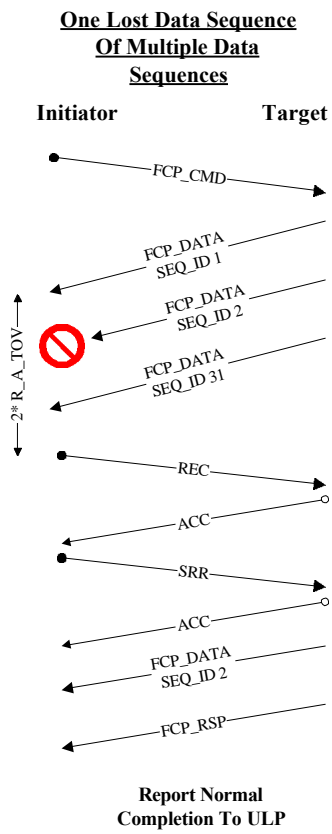 One Lost Data Sequence
Of Multiple Data
Sequences
Initiator
Target
FCP_CMD
FCP_DATA
SEQ_ID 1
FCP_DATA
SEQ_ID 2
FCP_DATA
SEQ_ID 31
2* R_A_TOV
REC
ACC
SRR
ACC
FCP_DATA
SEQ_ID 2
FCP_RSP
Report Normal
Completion To ULP